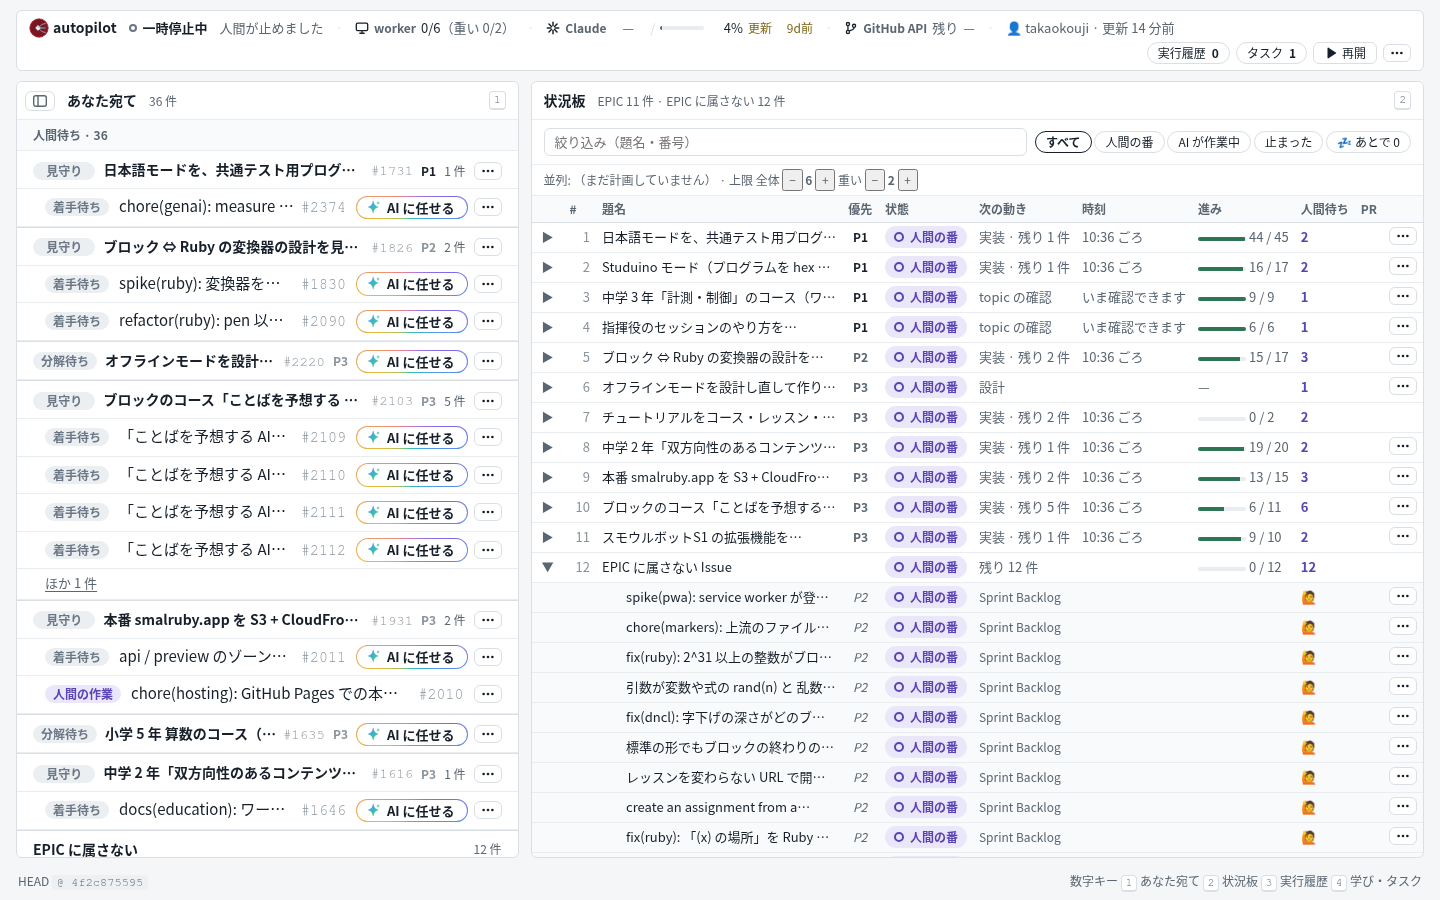 autopilot 一時停止中 人間が止めました · worker 0/6（重い 0/2） · Claude — / 4% 更新 9d前 · GitHub API 残り — · takaokouji · 更新 14 分前
実行履歴 0 タスク 1 ▶ 再開 ···
あなた宛て 36 件 1
人間待ち · 36
見守り 日本語モードを、共通テスト用プログ… #1731 P1 1 件 ···
着手待ち chore(genai): measure … #2374 AI に任せる ···
見守り ブロック ⇔ Ruby の変換器の設計を見… #1826 P2 2 件 ···
着手待ち spike(ruby): 変換器を… #1830 AI に任せる ···
着手待ち refactor(ruby): pen 以… #2090 AI に任せる ···
分解待ち オフラインモードを設計… #2220 P3 AI に任せる ···
見守り ブロックのコース「ことばを予想する … #2103 P3 5 件 ···
着手待ち 「ことばを予想する AI… #2109 AI に任せる ···
着手待ち 「ことばを予想する AI… #2110 AI に任せる ···
着手待ち 「ことばを予想する AI… #2111 AI に任せる ···
着手待ち 「ことばを予想する AI… #2112 AI に任せる ···
ほか 1 件
見守り 本番 smalruby.app を S3 + CloudFro… #1931 P3 2 件 ···
着手待ち api / preview のゾーン… #2011 AI に任せる ···
人間の作業 chore(hosting): GitHub Pages での本… #2010 ···
分解待ち 小学 5 年 算数のコース（… #1635 P3 AI に任せる ···
見守り 中学 2 年「双方向性のあるコンテンツ… #1616 P3 1 件 ···
着手待ち docs(education): ワー… #1646 AI に任せる ···
EPIC に属さない 12 件
状況板 EPIC 11 件 · EPIC に属さない 12 件 2
絞り込み（題名・番号） すべて 人間の番 AI が作業中 止まった 💤 あとで 0
並列: （まだ計画していません） · 上限 全体 − 6 + 重い − 2 +
# 題名 優先 状態 次の動き 時刻 進み 人間待ち PR
▶ 1 日本語モードを、共通テスト用プログ… P1 人間の番 実装 · 残り 1 件 10:36 ごろ 44 / 45 2 ···
▶ 2 Studuino モード（プログラムを hex … P1 人間の番 実装 · 残り 1 件 10:36 ごろ 16 / 17 2 ···
▶ 3 中学 3 年「計測・制御」のコース（ワ… P1 人間の番 topic の確認 いま確認できます 9 / 9 1 ···
▶ 4 指揮役のセッションのやり方を… P1 人間の番 topic の確認 いま確認できます 6 / 6 1 ···
▶ 5 ブロック ⇔ Ruby の変換器の設計を… P2 人間の番 実装 · 残り 2 件 10:36 ごろ 15 / 17 3 ···
▶ 6 オフラインモードを設計し直して作り… P3 人間の番 設計 — 1 ···
▶ 7 チュートリアルをコース・レッスン・… P3 人間の番 実装 · 残り 2 件 10:36 ごろ 0 / 2 2
▶ 8 中学 2 年「双方向性のあるコンテンツ… P3 人間の番 実装 · 残り 1 件 10:36 ごろ 19 / 20 2 ···
▶ 9 本番 smalruby.app を S3 + CloudFro… P3 人間の番 実装 · 残り 2 件 10:36 ごろ 13 / 15 3 ···
▶ 10 ブロックのコース「ことばを予想する… P3 人間の番 実装 · 残り 5 件 10:36 ごろ 6 / 11 6 ···
▶ 11 スモウルボットS1 の拡張機能を… P3 人間の番 実装 · 残り 1 件 10:36 ごろ 9 / 10 2 ···
▼ 12 EPIC に属さない Issue 人間の番 残り 12 件 0 / 12 12
spike(pwa): service worker が登… P2 人間の番 Sprint Backlog ···
chore(markers): 上流のファイル… P2 人間の番 Sprint Backlog ···
fix(ruby): 2^31 以上の整数がブロ… P2 人間の番 Sprint Backlog ···
引数が変数や式の rand(n) と 乱数… P2 人間の番 Sprint Backlog ···
fix(dncl): 字下げの深さがどのブ… P2 人間の番 Sprint Backlog ···
標準の形でもブロックの終わりの… P2 人間の番 Sprint Backlog ···
レッスンを変わらない URL で開… P2 人間の番 Sprint Backlog ···
create an assignment from a… P2 人間の番 Sprint Backlog ···
fix(ruby): 「(x) の場所」を Ruby … P2 人間の番 Sprint Backlog ···
HEAD @ 4f2c875595 数字キー 1 あなた宛て 2 状況板 3 実行履歴 4 学び・タスク